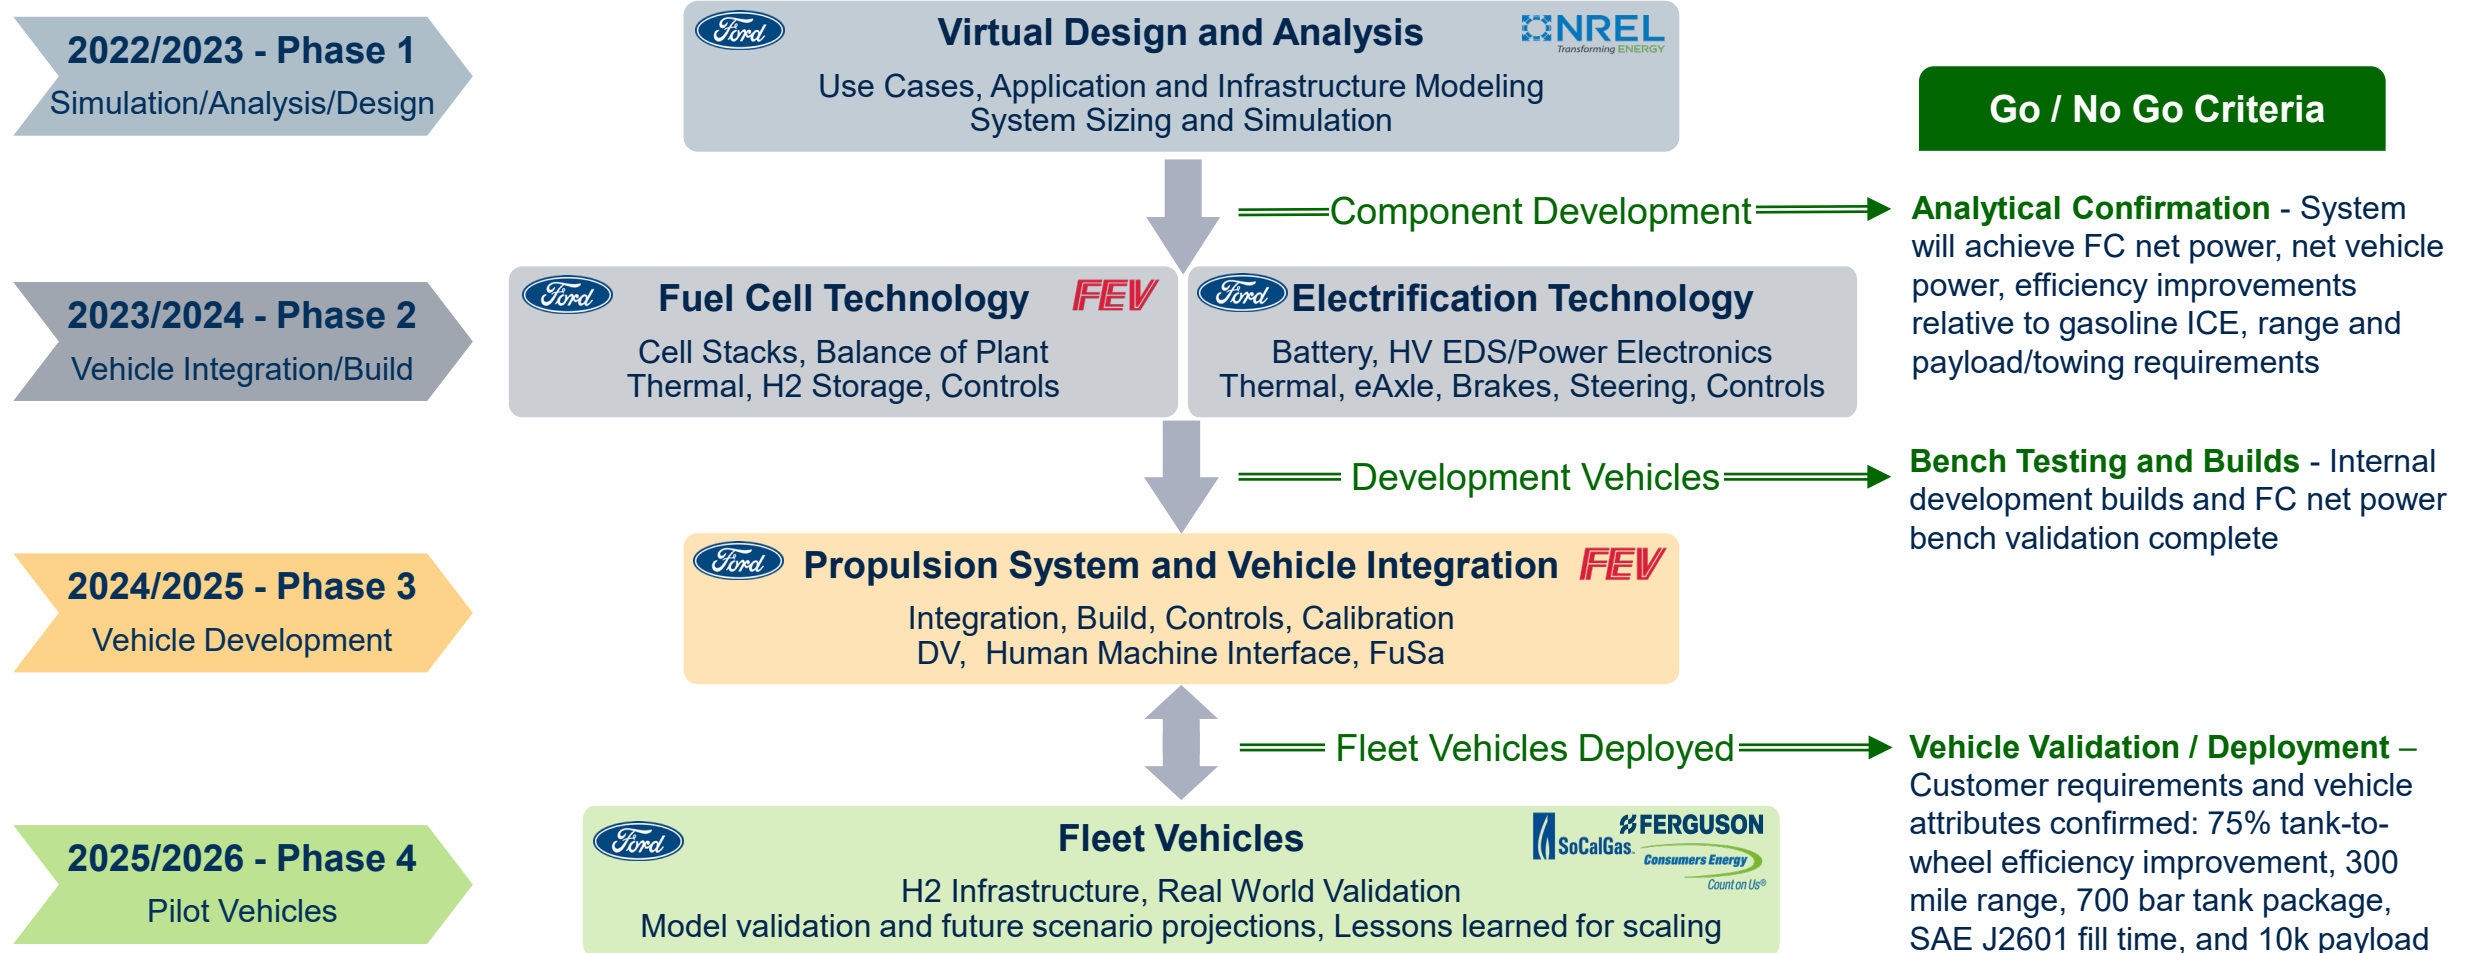 2022/2023 - Phase 1
Simulation/Analysis/Design
Ford
Virtual Design and Analysis
NREL
Transforming ENERGY
Use Cases, Application and Infrastructure Modeling
System Sizing and Simulation
Go / No Go Criteria
Component Development
Analytical Confirmation - System
will achieve FC net power, net vehicle
power, efficiency improvements
relative to gasoline ICE, range and
payload/towing requirements
2023/2024 - Phase 2
Vehicle Integration/Build
Ford
Fuel Cell Technology
FEV
Cell Stacks, Balance of Plant
Thermal, H2 Storage, Controls
Ford
Electrification Technology
Battery, HV EDS/Power Electronics
Thermal, eAxle, Brakes, Steering, Controls
Development Vehicles
Bench Testing and Builds - Internal
development builds and FC net power
bench validation complete
2024/2025 - Phase 3
Vehicle Development
Ford
Propulsion System and Vehicle Integration
FEV
Integration, Build, Controls, Calibration
DV,  Human Machine Interface, FuSa
Fleet Vehicles Deployed
Vehicle Validation / Deployment –
Customer requirements and vehicle
attributes confirmed: 75% tank-to-
wheel efficiency improvement, 300
mile range, 700 bar tank package,
SAE J2601 fill time, and 10k payload
2025/2026 - Phase 4
Pilot Vehicles
Ford
Fleet Vehicles
SoCalGas
FERGUSON
Consumers Energy
Count on Us®
H2 Infrastructure, Real World Validation
Model validation and future scenario projections, Lessons learned for scaling